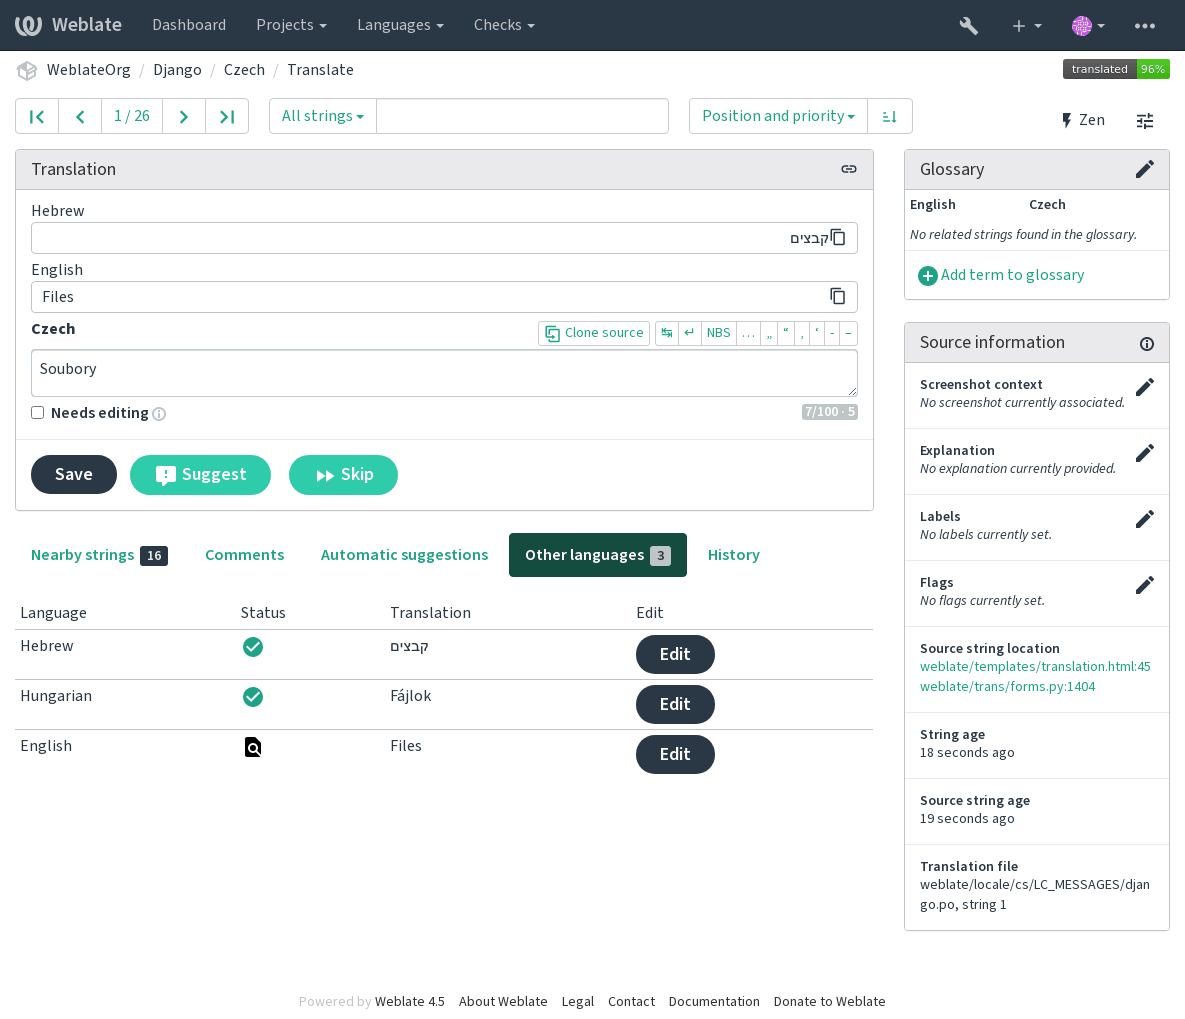 Weblate Dashboard Projects Languages Checks
WeblateOrg / Django / Czech / Translate
translated 96%
1 / 26 All strings Position and priority
Zen
Translation
Hebrew
קבצים
English
Files
Czech
Clone source ↹ ↵ NBS … „ “ ‚ ‘ - –
Soubory
Needs editing
7/100 · 5
Save Suggest Skip
Nearby strings 16 Comments Automatic suggestions Other languages 3 History
Language Status Translation Edit
Hebrew קבצים Edit
Hungarian Fájlok Edit
English Files Edit
Glossary
English Czech
No related strings found in the glossary.
Add term to glossary
Source information
Screenshot context
No screenshot currently associated.
Explanation
No explanation currently provided.
Labels
No labels currently set.
Flags
No flags currently set.
Source string location
weblate/templates/translation.html:45
weblate/trans/forms.py:1404
String age
18 seconds ago
Source string age
19 seconds ago
Translation file
weblate/locale/cs/LC_MESSAGES/djan
go.po, string 1
Powered by Weblate 4.5 About Weblate Legal Contact Documentation Donate to Weblate